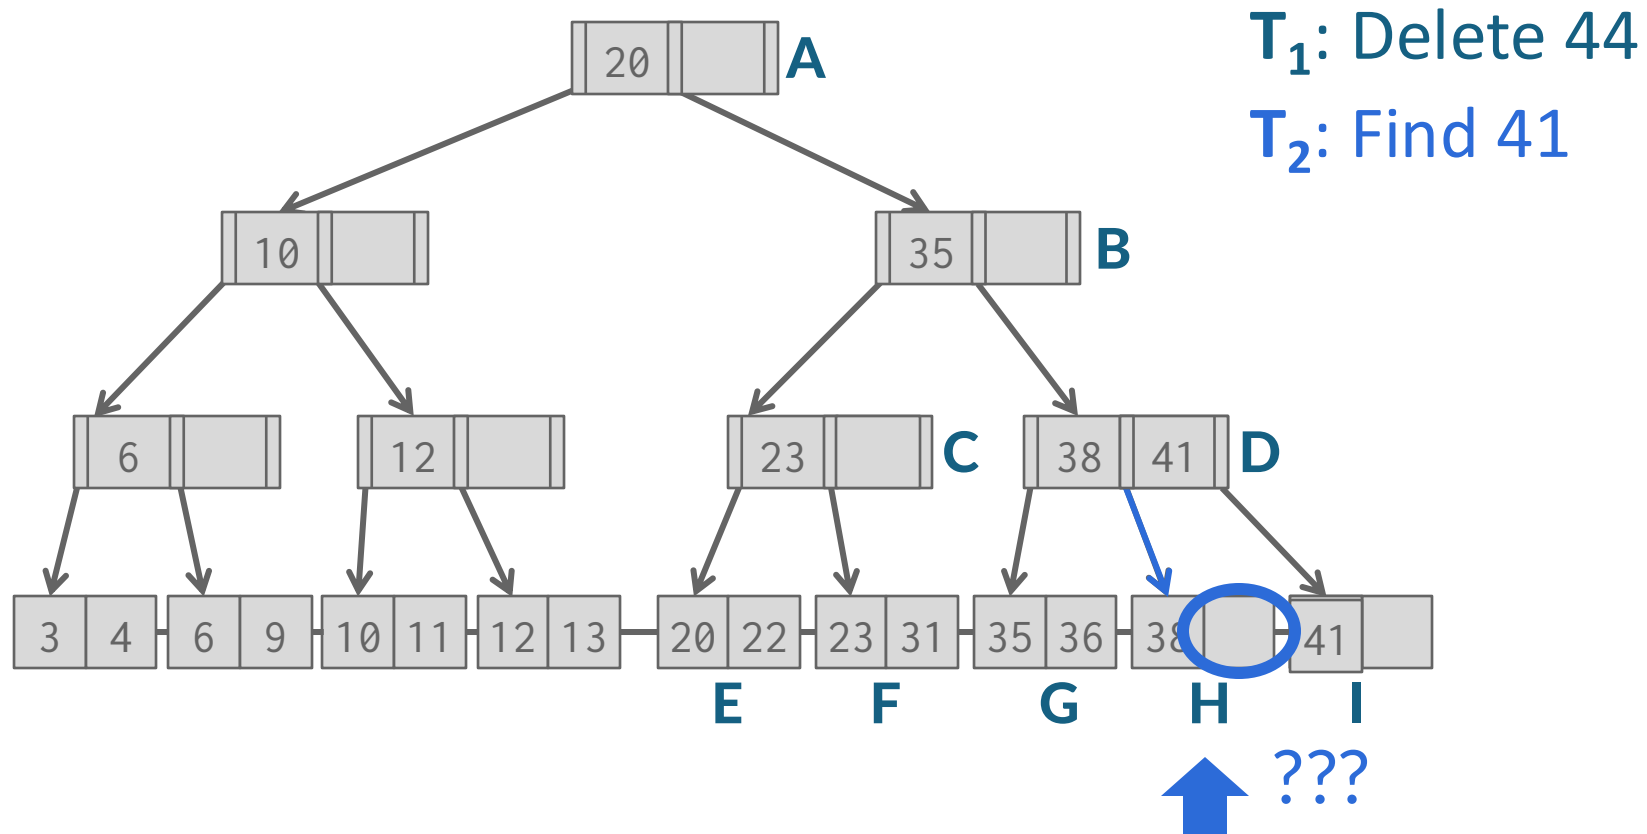 T1: Delete 44
T2: Find 41
20 A
10
35 B
6
12
23 C
38 41 D
3 4 6 9 10 11 12 13 20 22 23 31 35 36 38 41
E F G H I
???